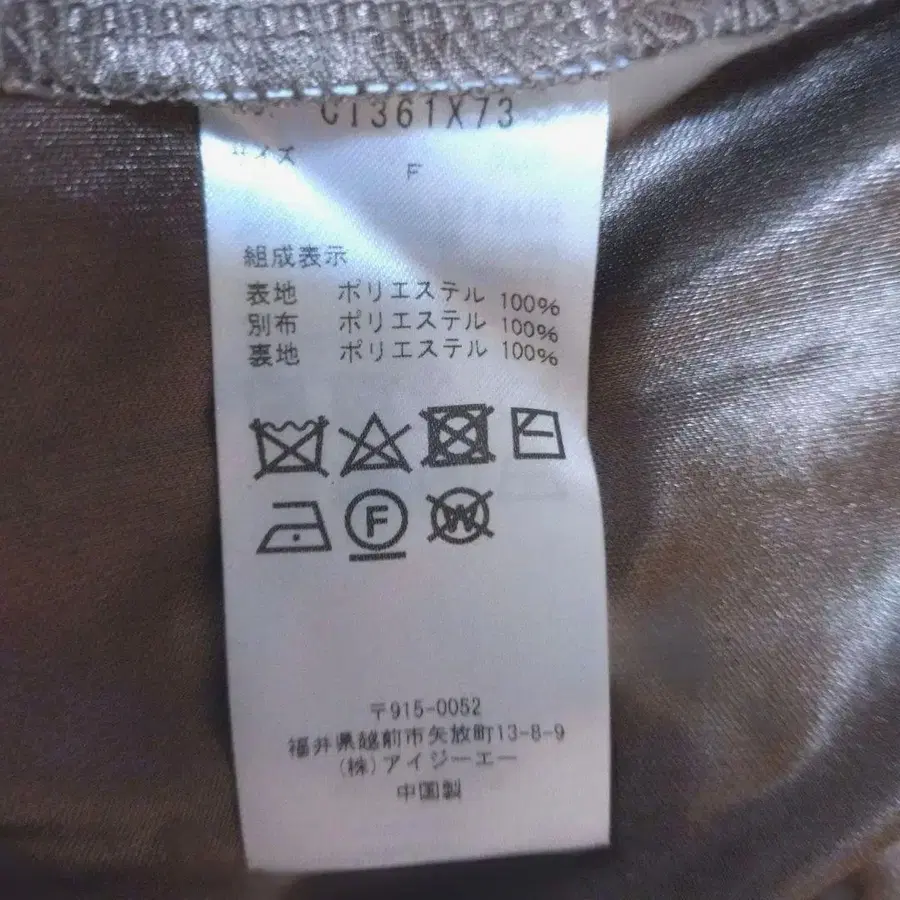 CT361X73
サイズ
F
組成表示
表地 ポリエステル 100%
別布 ポリエステル 100%
裏地 ポリエステル 100%
F
W
〒915-0052
福井県越前市矢放町13-8-9
(株)アイジーエー
中国製